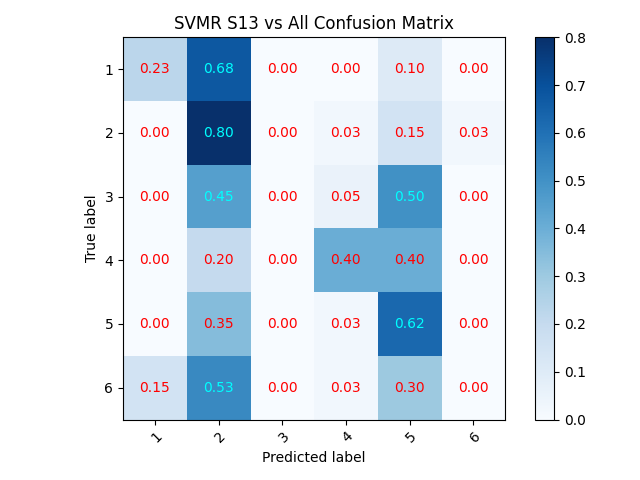 SVMR S13 vs All Confusion Matrix
0.8
1 0.23 0.68 0.00 0.00 0.10 0.00
0.7
2 0.00 0.80 0.00 0.03 0.15 0.03
0.6
3 0.00 0.45 0.00 0.05 0.50 0.00
0.5
True label
0.4
4 0.00 0.20 0.00 0.40 0.40 0.00
0.3
5 0.00 0.35 0.00 0.03 0.62 0.00
0.2
6 0.15 0.53 0.00 0.03 0.30 0.00
0.1
0.0
1 2 3 4 5 6
Predicted label